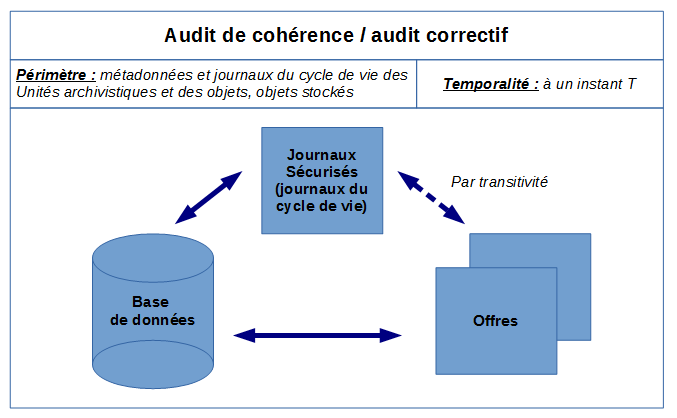 Audit de cohérence / audit correctif
Périmètre : métadonnées et journaux du cycle de vie des
Unités archivistiques et des objets, objets stockés
Temporalité : à un instant T
Journaux
Sécurisés
(journaux du
cycle de vie)
Par transitivité
Base
de données
Offres